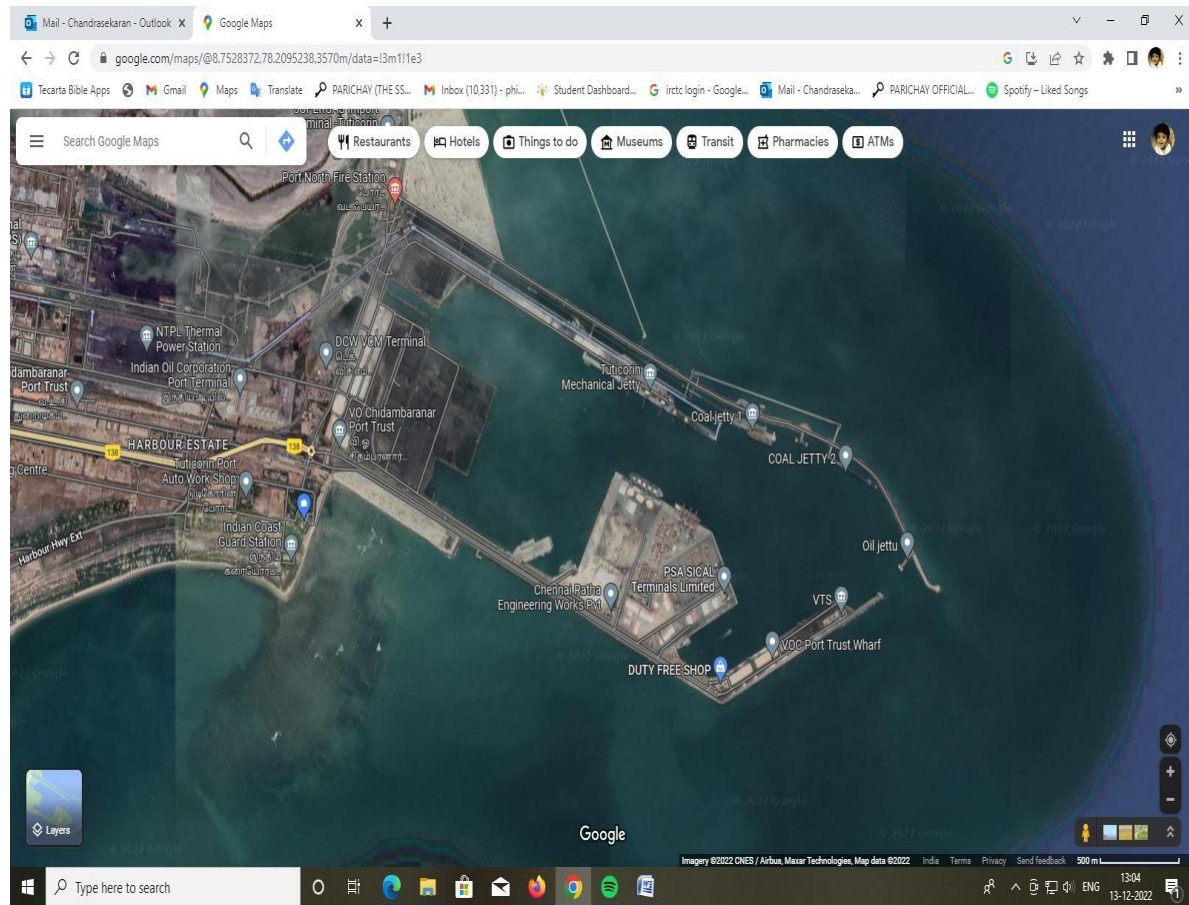 Mail - Chandrasekaran - Outlook
Google Maps
google.com/maps/@8.7528372,78.2095238,3570m/data=!3m1!1e3
Tecarta Bible Apps
Gmail
Maps
Translate
PARICHAY (THE SS...
Inbox (10,331) - phi...
Student Dashboard...
irctc login - Google...
Mail - Chandraseka...
PARICHAY OFFICIAL...
Spotify – Liked Songs
»
Search Google Maps
Restaurants
Hotels
Things to do
Museums
Transit
Pharmacies
ATMs
Port North Fire Station
போர்ட்
NTPL Thermal
Power Station
DCW VCM Terminal
Indian Oil Corporation
Port Terminal
dambaranar
Port Trust
VO Chidambaranar
Port Trust
வி.ஓ
HARBOUR ESTATE
138
138
g Centre
Tuticorin Port
Auto Work Shop
Indian Coast
Guard Station
Harbour Hwy Ext
Tuticorin
Mechanical Jetty
Coal jetty 1
COAL JETTY 2
Oil jettu
PSA SICAL
Terminals Limited
Chennai Ratha
Engineering Works Pvt
VTS
VOC Port Trust Wharf
DUTY FREE SHOP
© 2022 Google
Layers
Google
Imagery ©2022 CNES / Airbus, Maxar Technologies, Map data ©2022
India
Terms
Privacy
Send feedback
500 m
Type here to search
ENG
13:04
13-12-2022
1